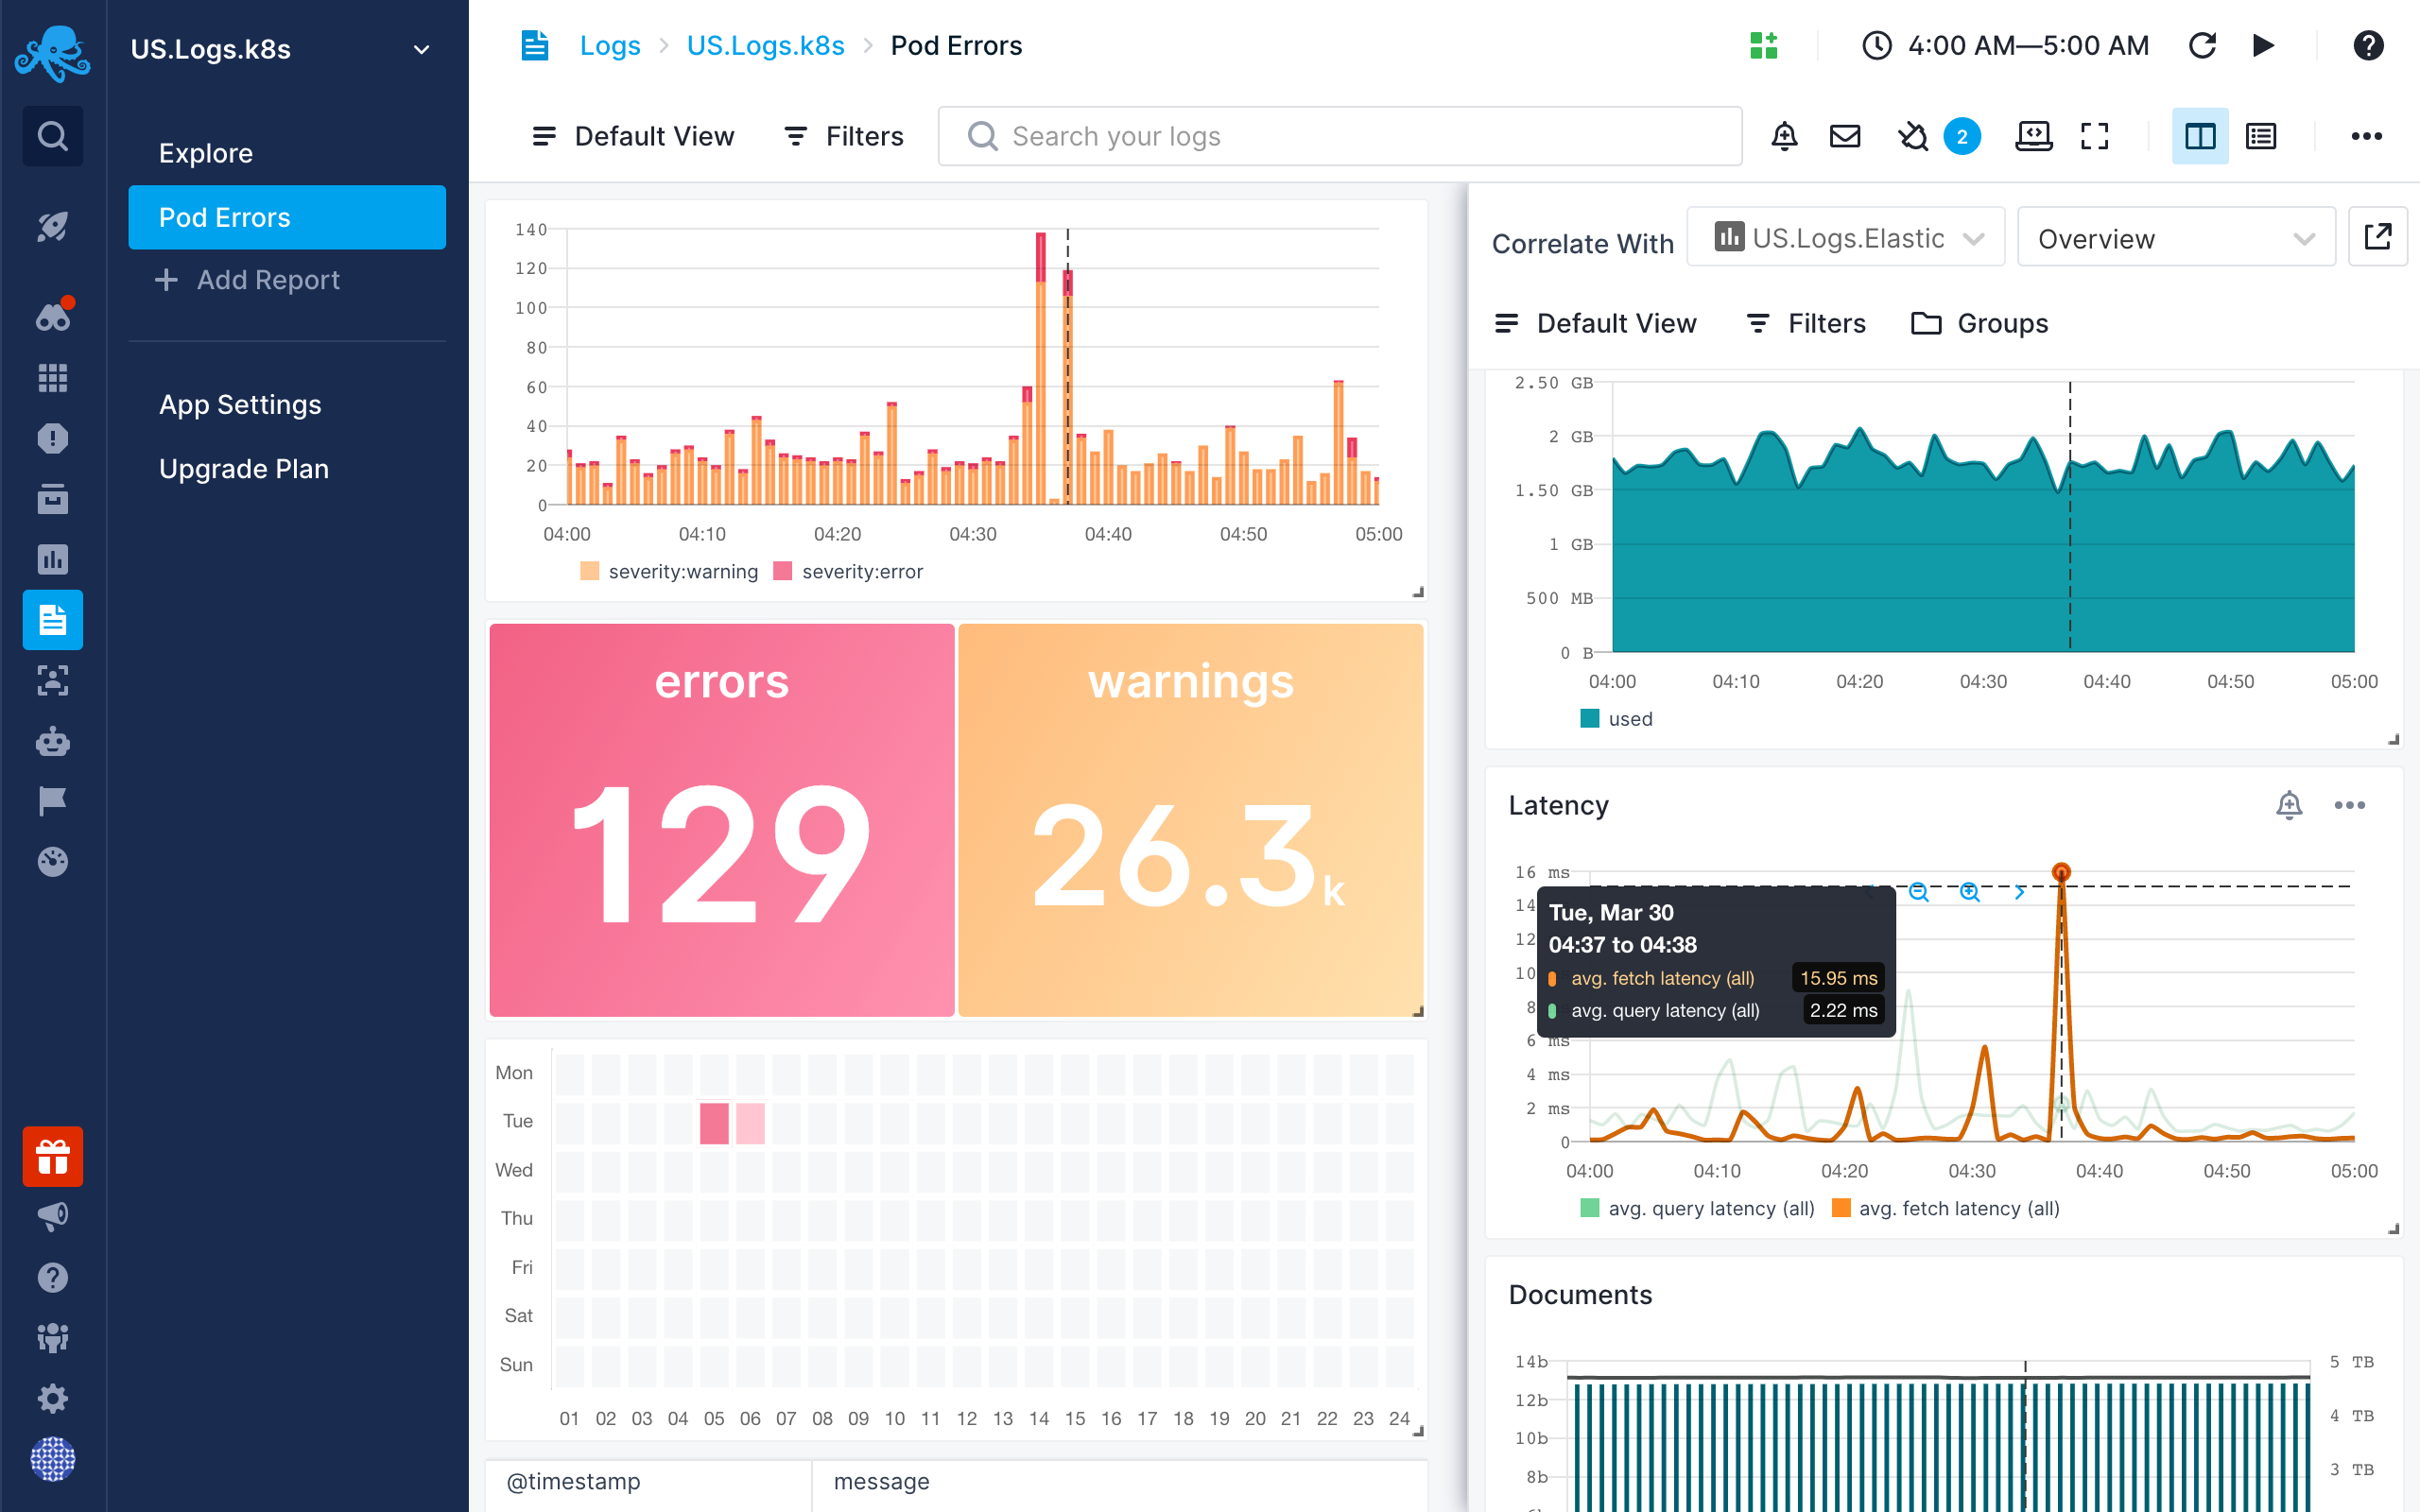 US.Logs.k8s
Explore
Pod Errors
Add Report
App Settings
Upgrade Plan
Logs
US.Logs.k8s
Pod Errors
4:00 AM—5:00 AM
Default View
Filters
Search your logs
2
140
120
100
80
60
40
20
0
04:00 04:10 04:20 04:30 04:40 04:50 05:00
severity:warning severity:error
errors
129
warnings
26.3k
Mon
Tue
Wed
Thu
Fri
Sat
Sun
01 02 03 04 05 06 07 08 09 10 11 12 13 14 15 16 17 18 19 20 21 22 23 24
@timestamp message
Correlate With
US.Logs.Elastic
Overview
Default View
Filters
Groups
2.50 GB
2 GB
1.50 GB
1 GB
500 MB
0 B
04:00 04:10 04:20 04:30 04:40 04:50 05:00
used
Latency
16 ms
14
12
10
8
6 ms
4 ms
2 ms
0
Tue, Mar 30
04:37 to 04:38
avg. fetch latency (all) 15.95 ms
avg. query latency (all) 2.22 ms
04:00 04:10 04:20 04:30 04:40 04:50 05:00
avg. query latency (all) avg. fetch latency (all)
Documents
14b
12b
10b
8b
5 TB
4 TB
3 TB